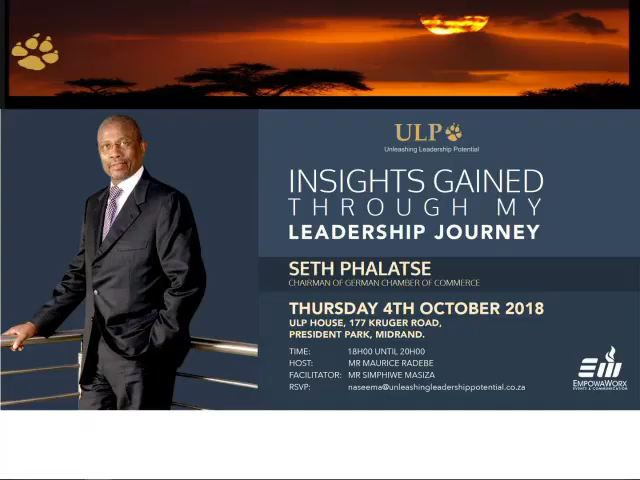 ULP
Unleashing Leadership Potential
INSIGHTS GAINED
THROUGH MY
LEADERSHIP JOURNEY
SETH PHALATSE
CHAIRMAN OF GERMAN CHAMBER OF COMMERCE
THURSDAY 4TH OCTOBER 2018
ULP HOUSE, 177 KRUGER ROAD,
PRESIDENT PARK, MIDRAND.
TIME: 18H00 UNTIL 20H00
HOST: MR MAURICE RADEBE
FACILITATOR: MR SIMPHIWE MASIZA
RSVP: naseema@unleashingleadershippotential.co.za
EMPOWAWORX
EVENTS & COMMUNICATION